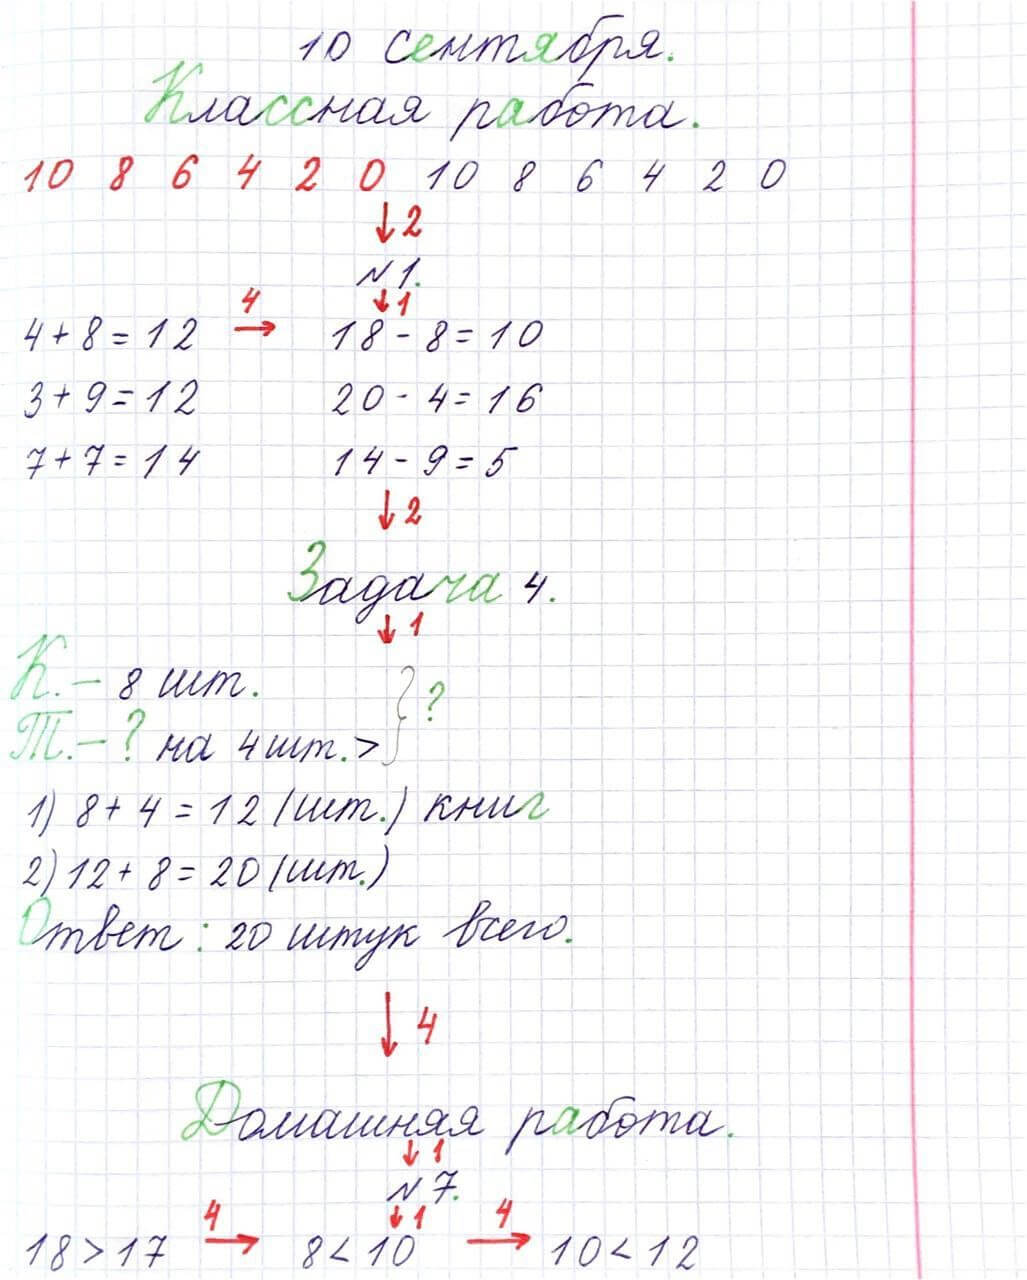 10 сентября.
Классная работа.
10 8 6 4 2 0 10 8 6 4 2 0
↓2
№1.
4 ↓1
4+8=12 → 18-8=10
3+9=12 20-4=16
7+7=14 14-9=5
↓2
Задача 4.
↓1
К.– 8 шт. } ?
Т.– ? на 4 шт.>
1) 8+4=12 (шт.) книг
2) 12+8=20 (шт.)
Ответ: 20 штук всего.
↓4
Домашняя работа.
↓1
№7.
4 ↓1 4
18>17 → 8<10 → 10<12